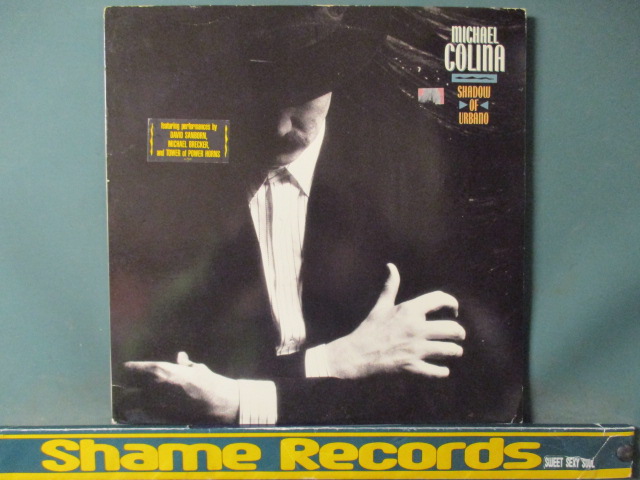 MICHAEL
COLINA
SHADOW
OF
URBANO
featuring performances by
DAVID SANBORN,
MICHAEL BRECKER,
and TOWER of POWER HORNS
Shame Records
SWEET SEXY SOUL